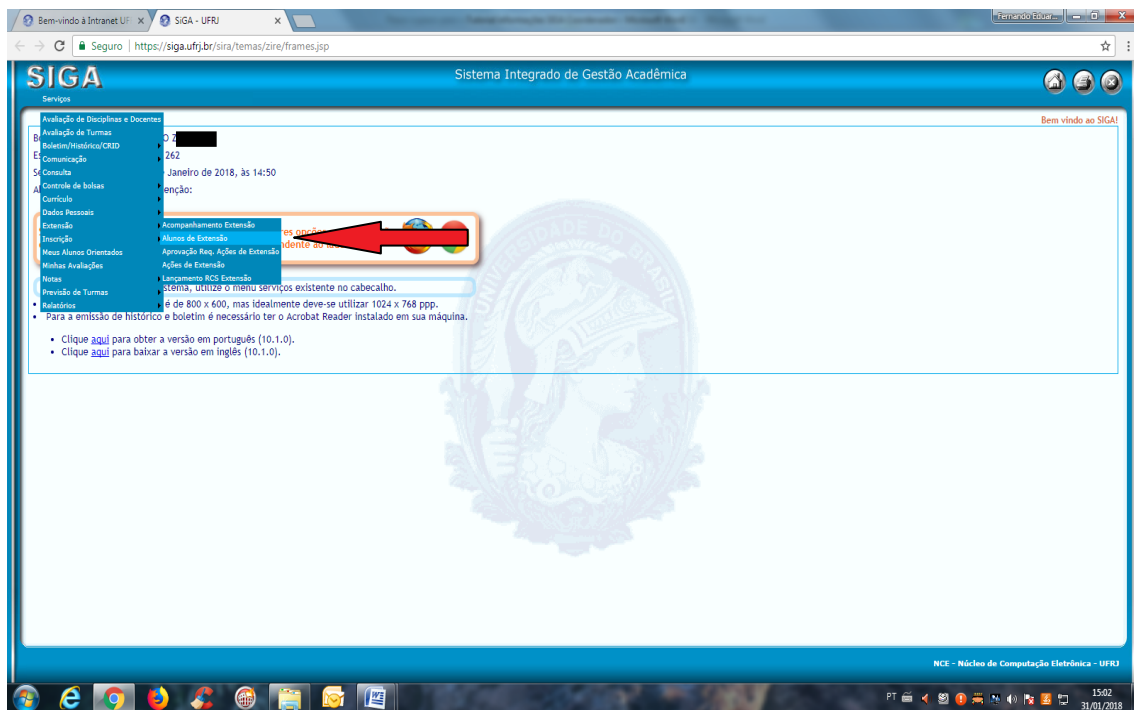 Bem-vindo à Intranet UF
SiGA - UFRJ
Fernando Eduar...
Seguro
https://siga.ufrj.br/sira/temas/zire/frames.jsp
SIGA
Sistema Integrado de Gestão Acadêmica
Serviços
Bem vindo ao SIGA!
Avaliação de Disciplinas e Docentes
Avaliação de Turmas
Boletim/Histórico/CRID
262
Comunicação
Consulta
Janeiro de 2018, às 14:50
Controle de bolsas
enção:
Currículo
Dados Pessoais
Extensão
Acompanhamento Extensão
Inscrição
Alunos de Extensão
Meus Alunos Orientados
Aprovação Req. Ações de Extensão
Minhas Avaliações
Ações de Extensão
Notas
Lançamento RCS Extensão
Previsão de Turmas
stema, utilize o menu serviços existente no cabecalho.
Relatórios
é de 800 x 600, mas idealmente deve-se utilizar 1024 x 768 ppp.
• Para a emissão de histórico e boletim é necessário ter o Acrobat Reader instalado em sua máquina.
• Clique aqui para obter a versão em português (10.1.0).
• Clique aqui para baixar a versão em inglês (10.1.0).
NCE - Núcleo de Computação Eletrônica - UFRJ
PT
15:02
31/01/2018